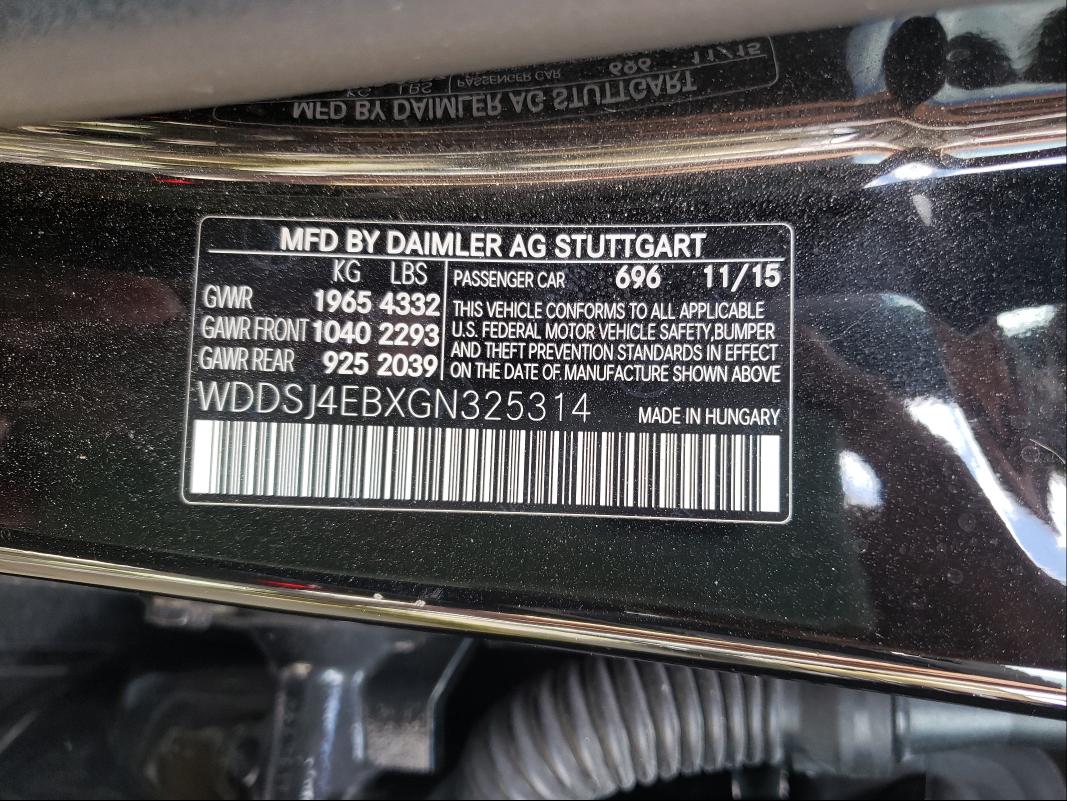 MFD BY DAIMLER AG STUTTGART
KG LBS
GVWR 1965 4332
GAWR FRONT 1040 2293
GAWR REAR 925 2039
PASSENGER CAR 696 11/15
THIS VEHICLE CONFORMS TO ALL APPLICABLE
U.S. FEDERAL MOTOR VEHICLE SAFETY,BUMPER
AND THEFT PREVENTION STANDARDS IN EFFECT
ON THE DATE OF MANUFACTURE SHOWN ABOVE
WDDSJ4EBXGN325314 MADE IN HUNGARY